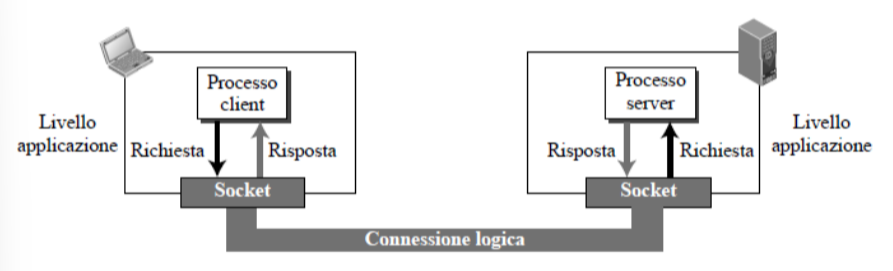 Livello
applicazione
Processo
client
Richiesta
Risposta
Socket
Processo
server
Risposta
Richiesta
Socket
Livello
applicazione
Connessione logica